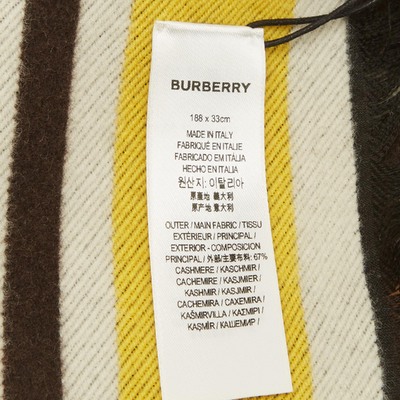 BURBERRY
188 x 33cm
MADE IN ITALY
FABRIQUÉ EN ITALIE
FABRICADO EM ITÁLIA
HECHO EN ITALIA
원산지: 이탈리아
原產地 義大利
原产地 意大利
OUTER / MAIN FABRIC / TISSU
EXTÉRIEUR / PRINCIPAL /
EXTERIOR - COMPOSICION
PRINCIPAL / 外部/主要布料: 67%
CASHMERE / KASCHMIR /
CACHEMIRE / KASJMIER /
KASHMIR / KAŞMIR /
CACHEMIRA / CAXEMIRA /
KAŠMIRVILLA / ΚΑΣΜΙΡΙ /
KAŞMİR / КАШЕМИР /